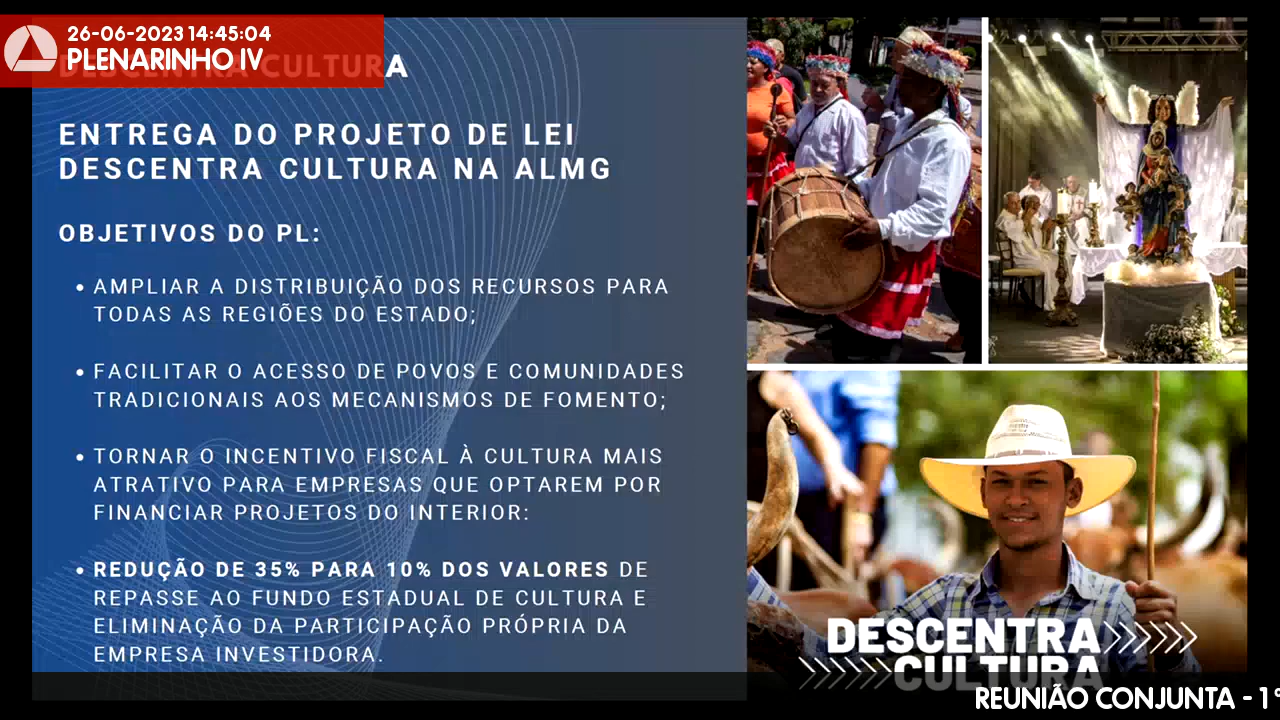 26-06-2023 14:45:04
PLENARINHO IV
DESCENTRA CULTURA
ENTREGA DO PROJETO DE LEI
DESCENTRA CULTURA NA ALMG
OBJETIVOS DO PL:
• AMPLIAR A DISTRIBUIÇÃO DOS RECURSOS PARA
TODAS AS REGIÕES DO ESTADO;
• FACILITAR O ACESSO DE POVOS E COMUNIDADES
TRADICIONAIS AOS MECANISMOS DE FOMENTO;
• TORNAR O INCENTIVO FISCAL À CULTURA MAIS
ATRATIVO PARA EMPRESAS QUE OPTAREM POR
FINANCIAR PROJETOS DO INTERIOR:
• REDUÇÃO DE 35% PARA 10% DOS VALORES DE
REPASSE AO FUNDO ESTADUAL DE CULTURA E
ELIMINAÇÃO DA PARTICIPAÇÃO PRÓPRIA DA
EMPRESA INVESTIDORA.
DESCENTRA
CULTURA
REUNIÃO CONJUNTA - 1ª